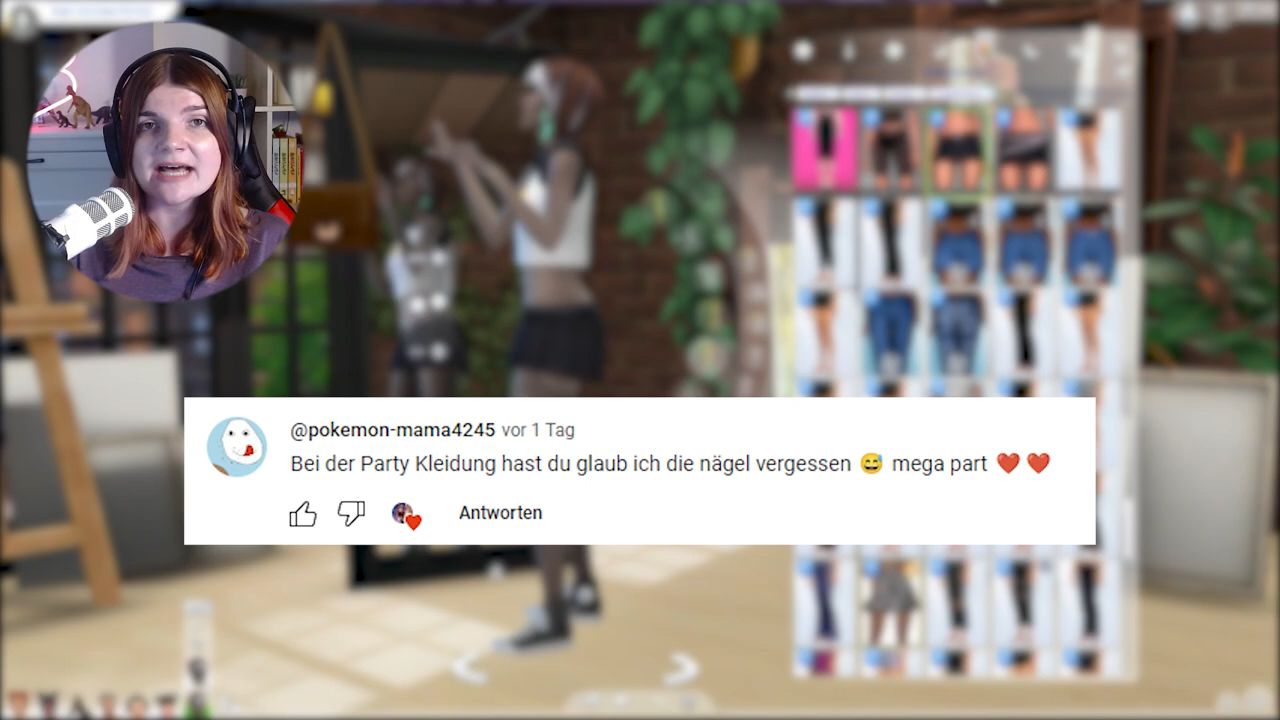 @pokemon-mama4245 vor 1 Tag
Bei der Party Kleidung hast du glaub ich die nägel vergessen 😅 mega part ❤️ ❤️
Antworten